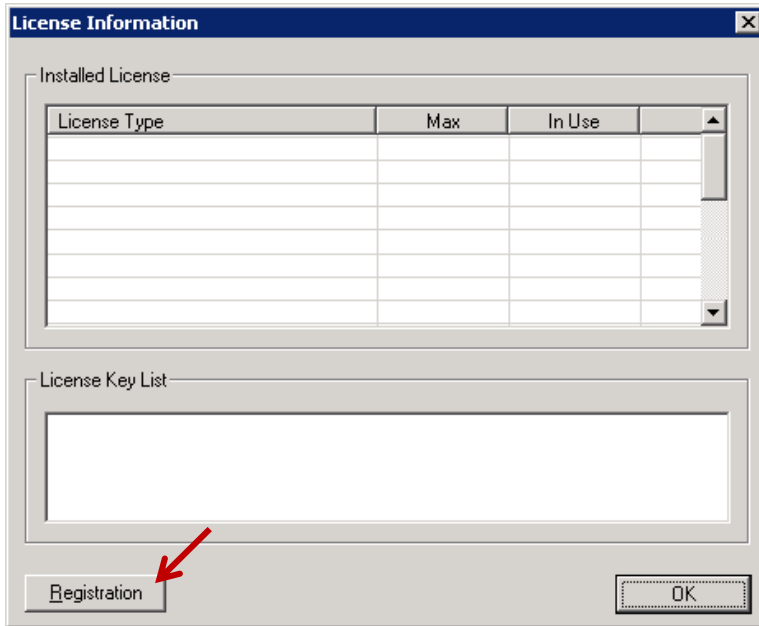 License Information
Installed License
License Type Max In Use
License Key List
Registration OK